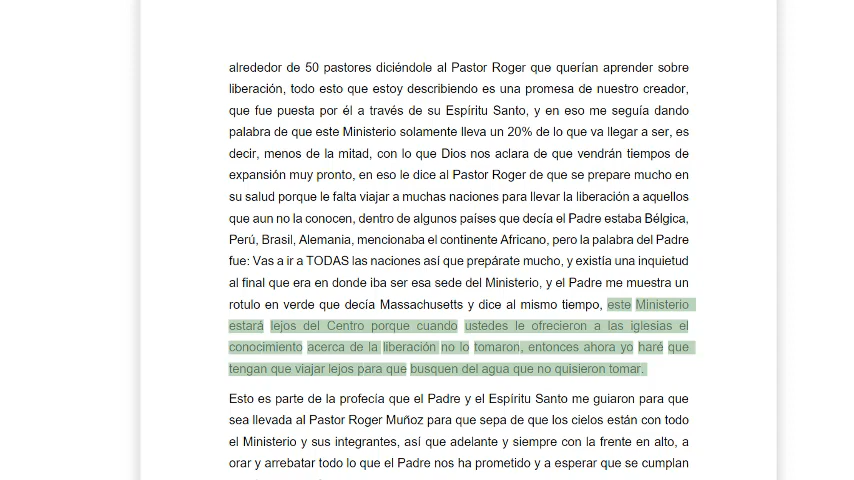 alrededor de 50 pastores diciéndole al Pastor Roger que querían aprender sobre
liberación, todo esto que estoy describiendo es una promesa de nuestro creador,
que fue puesta por él a través de su Espíritu Santo, y en eso me seguía dando
palabra de que este Ministerio solamente lleva un 20% de lo que va llegar a ser, es
decir, menos de la mitad, con lo que Dios nos aclara de que vendrán tiempos de
expansión muy pronto, en eso le dice al Pastor Roger de que se prepare mucho en
su salud porque le falta viajar a muchas naciones para llevar la liberación a aquellos
que aun no la conocen, dentro de algunos países que decía el Padre estaba Bélgica,
Perú, Brasil, Alemania, mencionaba el continente Africano, pero la palabra del Padre
fue: Vas a ir a TODAS las naciones así que prepárate mucho, y existía una inquietud
al final que era en donde iba ser esa sede del Ministerio, y el Padre me muestra un
rotulo en verde que decía Massachusetts y dice al mismo tiempo, este Ministerio
estará lejos del Centro porque cuando ustedes le ofrecieron a las iglesias el
conocimiento acerca de la liberación no lo tomaron, entonces ahora yo haré que
tengan que viajar lejos para que busquen del agua que no quisieron tomar.
Esto es parte de la profecía que el Padre y el Espíritu Santo me guiaron para que
sea llevada al Pastor Roger Muñoz para que sepa de que los cielos están con todo
el Ministerio y sus integrantes, así que adelante y siempre con la frente en alto, a
orar y arrebatar todo lo que el Padre nos ha prometido y a esperar que se cumplan